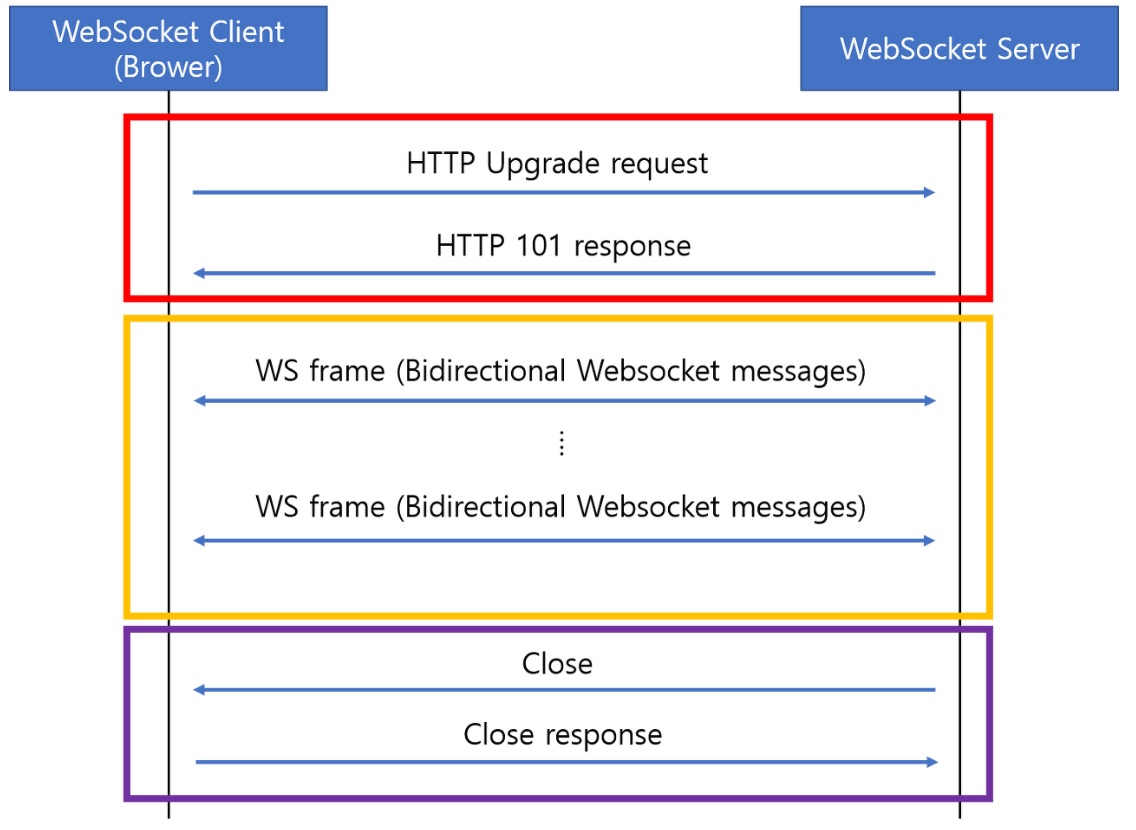 WebSocket Client
(Brower)
WebSocket Server
HTTP Upgrade request
HTTP 101 response
WS frame (Bidirectional Websocket messages)
WS frame (Bidirectional Websocket messages)
Close
Close response